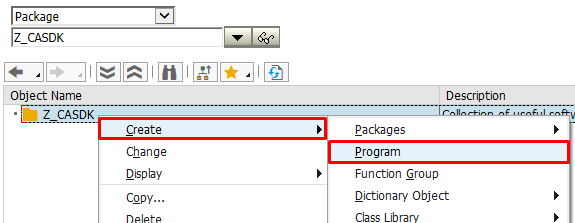 Package
Z_CASDK
Object Name Description
Z_CASDK Collection of useful softw
Create Packages
Change Program
Display Function Group
Copy... Dictionary Object
Delete Class Library